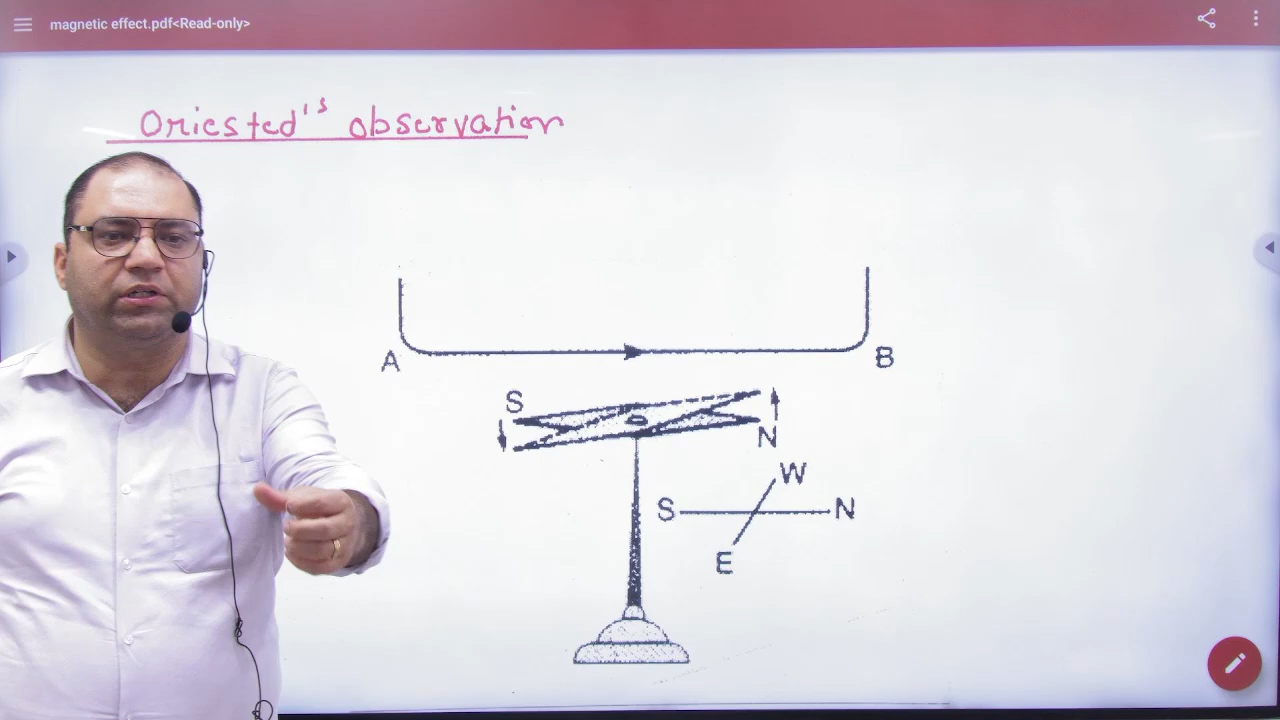 magnetic effect.pdf<Read-only>
Oriested's observation
A
B
S
N
W
S
N
E